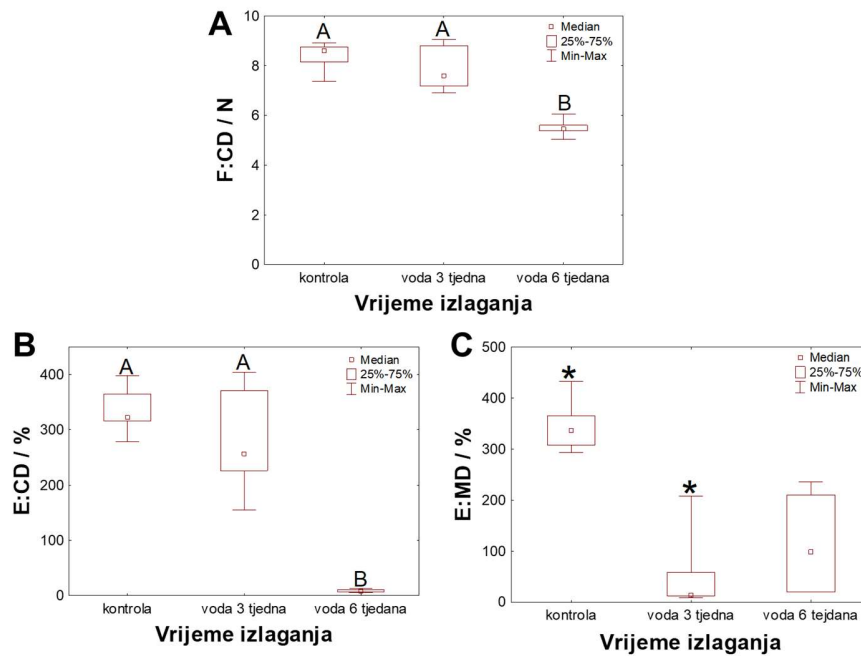 A
F:CD / N
10
8
6
4
2
0
A
A
B
Median
25%-75%
Min-Max
kontrola
voda 3 tjedna
voda 6 tjedana
Vrijeme izlaganja
B
E:CD / %
400
300
200
100
0
A
A
B
Median
25%-75%
Min-Max
kontrola
voda 3 tjedna
voda 6 tjedana
Vrijeme izlaganja
C
E:MD / %
500
400
300
200
100
0
*
*
Median
25%-75%
Min-Max
kontrola
voda 3 tjedna
voda 6 tejdana
Vrijeme izlaganja